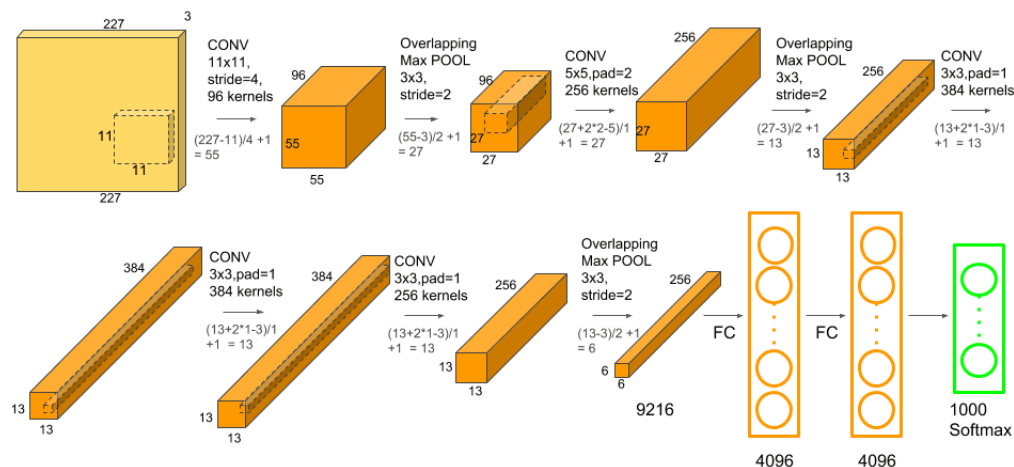 227
3
11
11
227
CONV
11x11,
stride=4,
96 kernels
(227-11)/4 +1
= 55
96
55
55
Overlapping
Max POOL
3x3,
stride=2
(55-3)/2 +1
= 27
96
27
27
CONV
5x5,pad=2
256 kernels
(27+2*2-5)/1
+1 = 27
256
27
27
Overlapping
Max POOL
3x3,
stride=2
(27-3)/2 +1
= 13
256
13
13
CONV
3x3,pad=1
384 kernels
(13+2*1-3)/1
+1 = 13
384
13
13
CONV
3x3,pad=1
384 kernels
(13+2*1-3)/1
+1 = 13
384
13
13
CONV
3x3,pad=1
256 kernels
(13+2*1-3)/1
+1 = 13
256
13
13
Overlapping
Max POOL
3x3,
stride=2
(13-3)/2 +1
= 6
256
6
6
9216
FC
4096
FC
4096
1000
Softmax